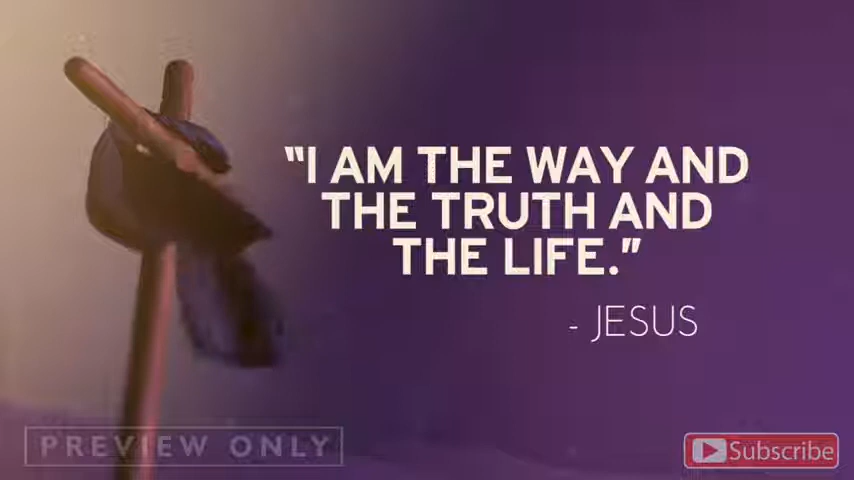 “I AM THE WAY AND
THE TRUTH AND
THE LIFE.”
- JESUS
PREVIEW ONLY
Subscribe